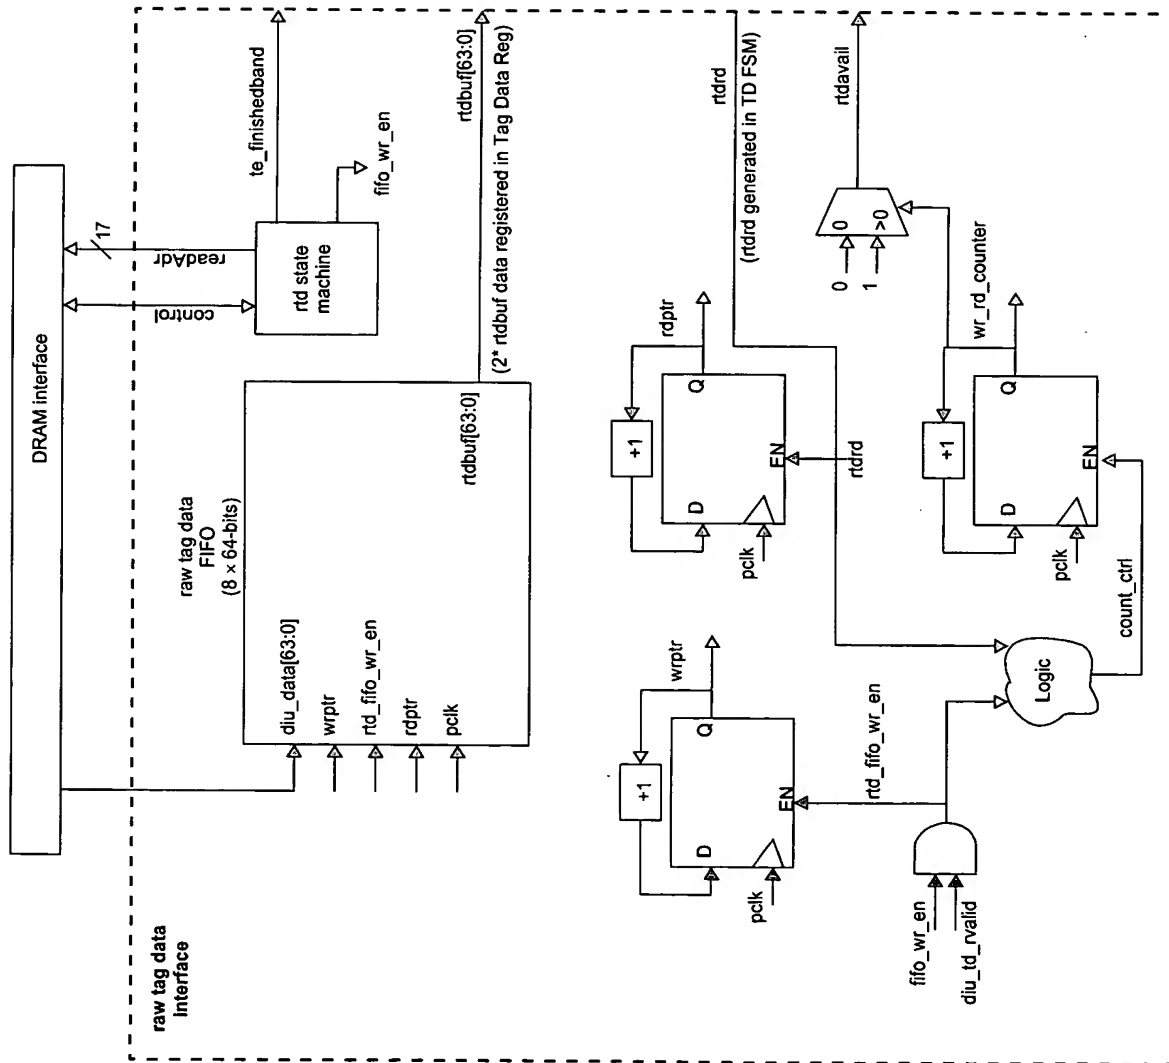 DRAM interface
control
readAdr
17
te_finishedband
rtd state
machine
fifo_wr_en
raw tag data
FIFO
(8 × 64-bits)
diu_data[63:0]
wrptr
rtd_fifo_wr_en
rdptr
pclk
rtdbuf[63:0]
rtdbuf[63:0]
(2* rtdbuf data registered in Tag Data Reg)
raw tag data
Interface
+1
D
Q
EN
pclk
wrptr
+1
D
Q
EN
pclk
rdptr
rtdrd
rtdrd
(rtdrd generated in TD FSM)
fifo_wr_en
diu_td_rvalid
rtd_fifo_wr_en
Logic
count_ctrl
+1
D
Q
EN
pclk
wr_rd_counter
0
1
0
>0
rtdavail